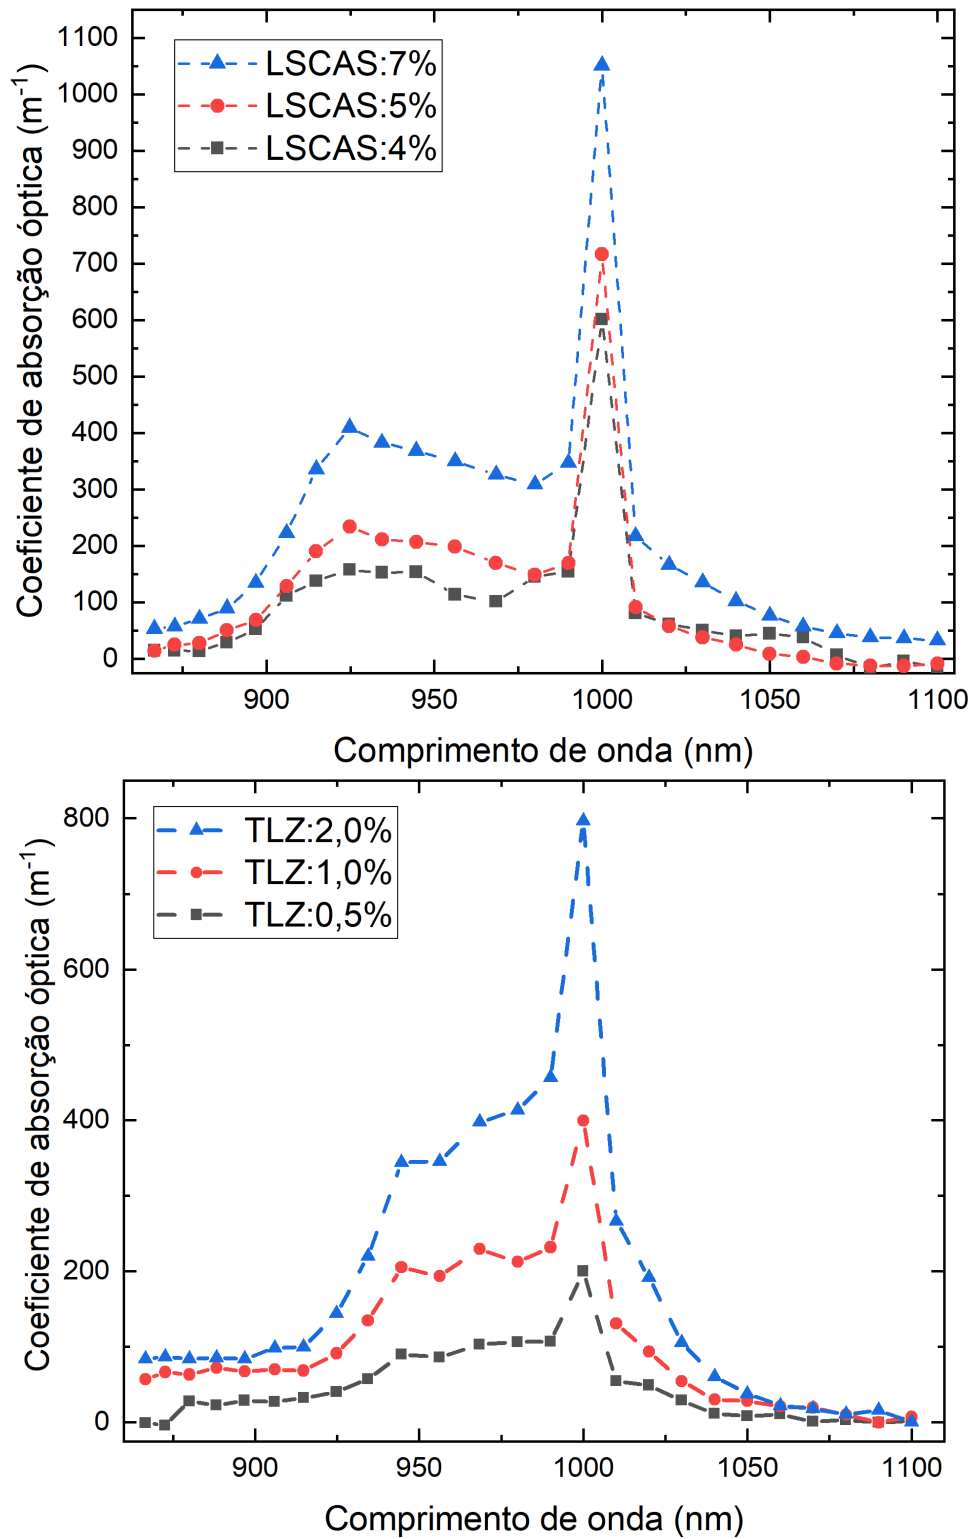 1100
1000
900
800
700
600
500
400
300
200
100
0
Coeficiente de absorção óptica (m⁻¹)
LSCAS:7%
LSCAS:5%
LSCAS:4%
900
950
1000
1050
1100
Comprimento de onda (nm)
800
600
400
200
0
Coeficiente de absorção óptica (m⁻¹)
TLZ:2,0%
TLZ:1,0%
TLZ:0,5%
900
950
1000
1050
1100
Comprimento de onda (nm)